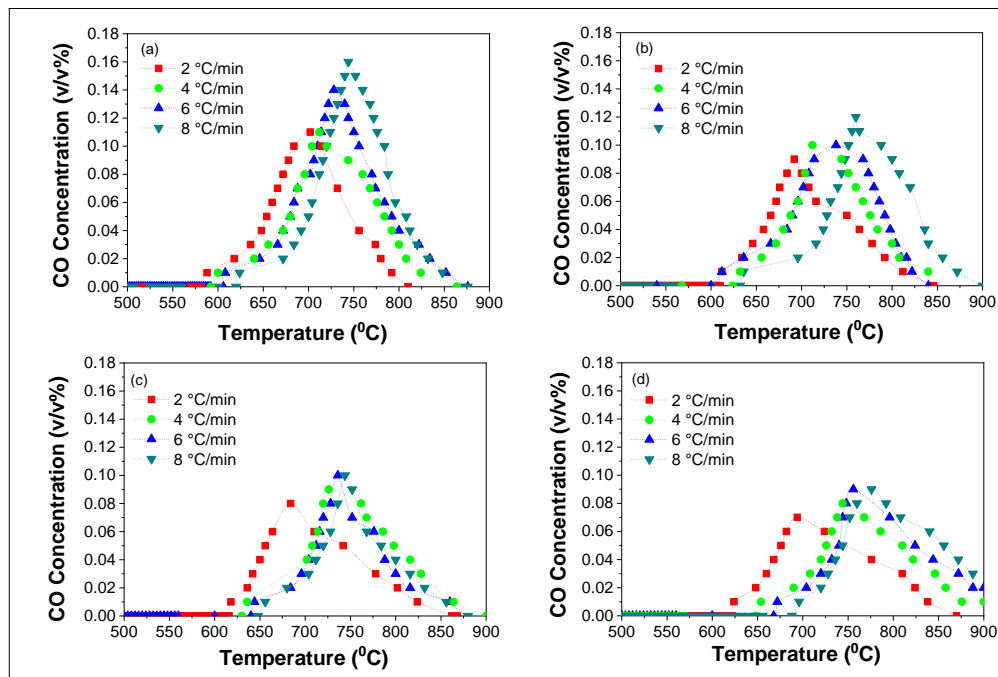 (a)
2 °C/min
4 °C/min
6 °C/min
8 °C/min
CO Concentration (v/v%)
0.18
0.16
0.14
0.12
0.10
0.08
0.06
0.04
0.02
0.00
500 550 600 650 700 750 800 850 900
Temperature (⁰C)
(b)
2 °C/min
4 °C/min
6 °C/min
8 °C/min
CO Concentration (v/v%)
0.18
0.16
0.14
0.12
0.10
0.08
0.06
0.04
0.02
0.00
500 550 600 650 700 750 800 850 900
Temperature (⁰C)
(c)
2 °C/min
4 °C/min
6 °C/min
8 °C/min
CO Concentration (v/v%)
0.18
0.16
0.14
0.12
0.10
0.08
0.06
0.04
0.02
0.00
500 550 600 650 700 750 800 850 900
Temperature (⁰C)
(d)
2 °C/min
4 °C/min
6 °C/min
8 °C/min
CO Concentration (v/v%)
0.18
0.16
0.14
0.12
0.10
0.08
0.06
0.04
0.02
0.00
500 550 600 650 700 750 800 850 900
Temperature (⁰C)